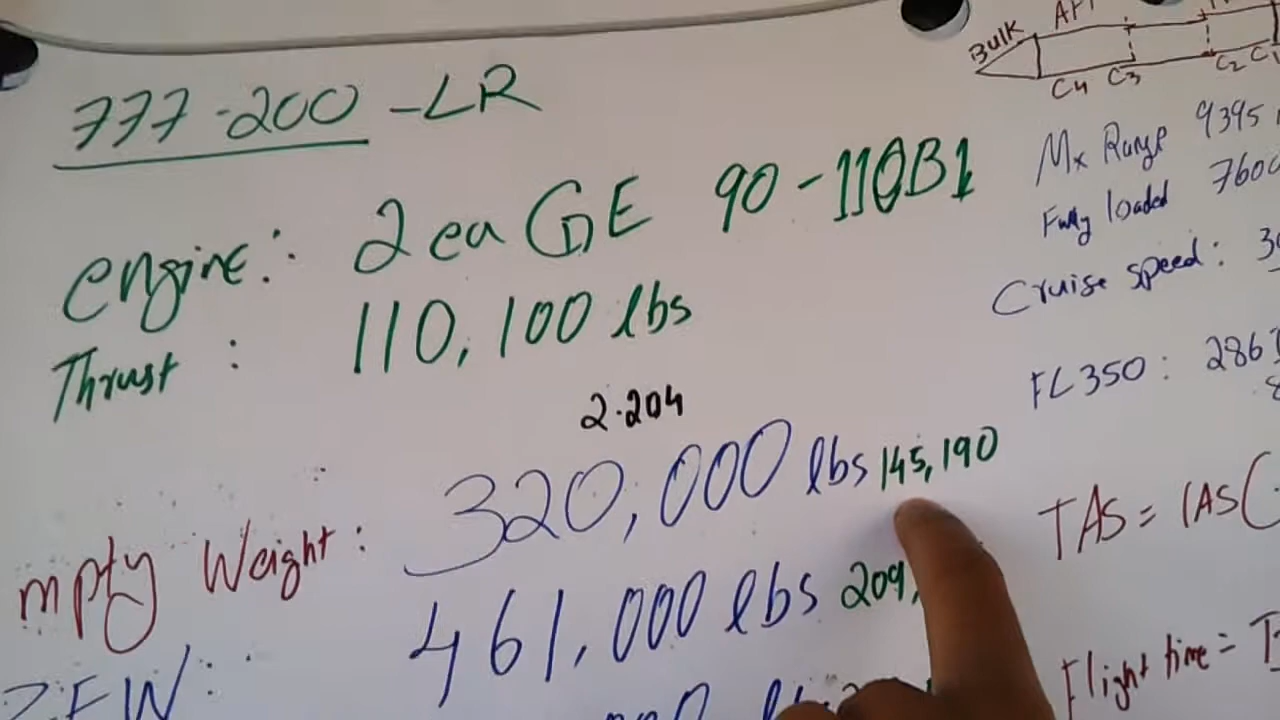 777-200-LR
engine: 2 ea GE 90-110B1
Thrust : 110,100 lbs
2.204
mpty Weight: 320,000 lbs 145,190
ZFW: 461,000 lbs 209,
Bulk
C4 C3 C2 C1
Mx Range 9395
Fully loaded 7600
Cruise speed:
FL350: 286
TAS = IAS(
Flight time =